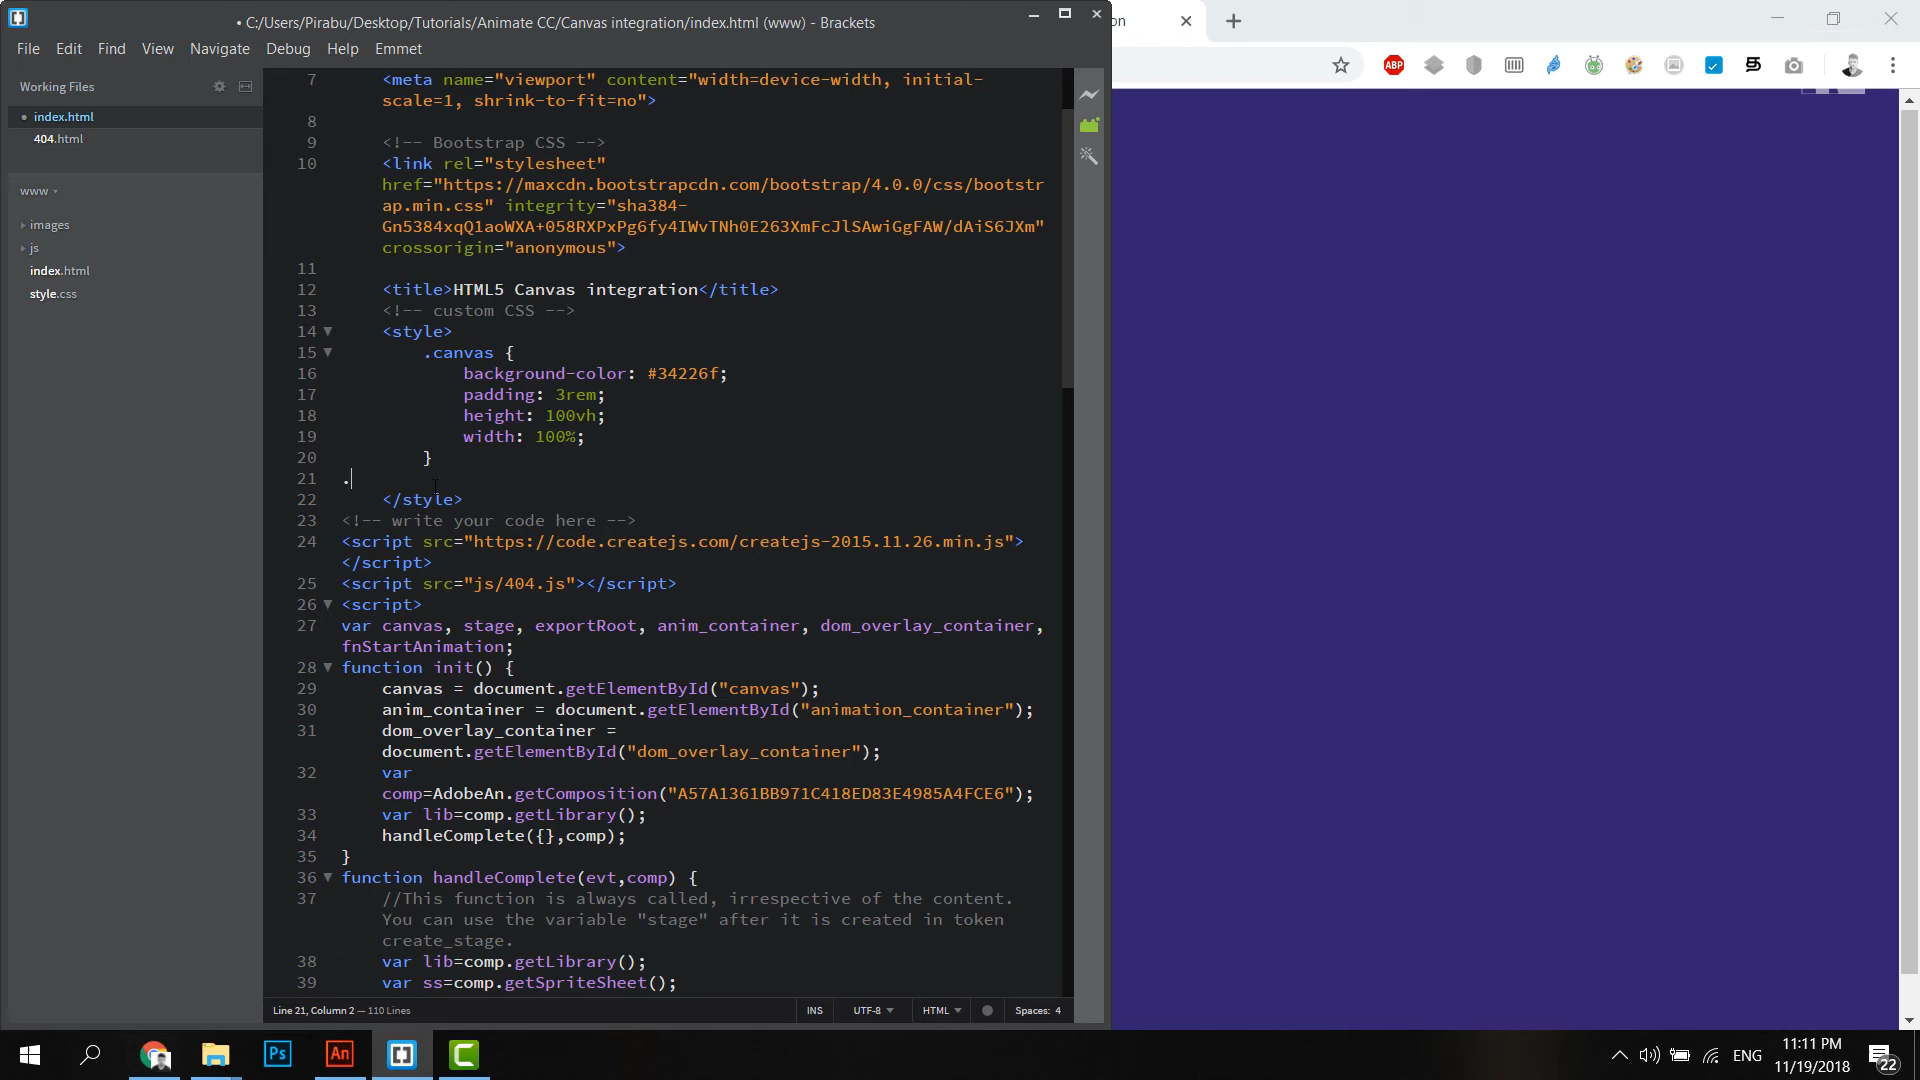 • C:/Users/Pirabu/Desktop/Tutorials/Animate CC/Canvas integration/index.html (www) - Brackets
on
File Edit Find View Navigate Debug Help Emmet
ABP
Working Files
• index.html
404.html
www
images
js
index.html
style.css
7 <meta name="viewport" content="width=device-width, initial-
scale=1, shrink-to-fit=no">
8
9 <!-- Bootstrap CSS -->
10 <link rel="stylesheet"
href="https://maxcdn.bootstrapcdn.com/bootstrap/4.0.0/css/bootstr
ap.min.css" integrity="sha384-
Gn5384xqQ1aoWXA+058RXPxPg6fy4IWvTNh0E263XmFcJlSAwiGgFAW/dAiS6JXm"
crossorigin="anonymous">
11
12 <title>HTML5 Canvas integration</title>
13 <!-- custom CSS -->
14 <style>
15 .canvas {
16 background-color: #34226f;
17 padding: 3rem;
18 height: 100vh;
19 width: 100%;
20 }
21 .
22 </style>
23 <!-- write your code here -->
24 <script src="https://code.createjs.com/createjs-2015.11.26.min.js">
</script>
25 <script src="js/404.js"></script>
26 <script>
27 var canvas, stage, exportRoot, anim_container, dom_overlay_container,
fnStartAnimation;
28 function init() {
29 canvas = document.getElementById("canvas");
30 anim_container = document.getElementById("animation_container");
31 dom_overlay_container =
document.getElementById("dom_overlay_container");
32 var
comp=AdobeAn.getComposition("A57A1361BB971C418ED83E4985A4FCE6");
33 var lib=comp.getLibrary();
34 handleComplete({},comp);
35 }
36 function handleComplete(evt,comp) {
37 //This function is always called, irrespective of the content.
You can use the variable "stage" after it is created in token
create_stage.
38 var lib=comp.getLibrary();
39 var ss=comp.getSpriteSheet();
Line 21, Column 2 — 110 Lines
INS UTF-8 HTML Spaces: 4
Ps An
ENG
11:11 PM
11/19/2018
22